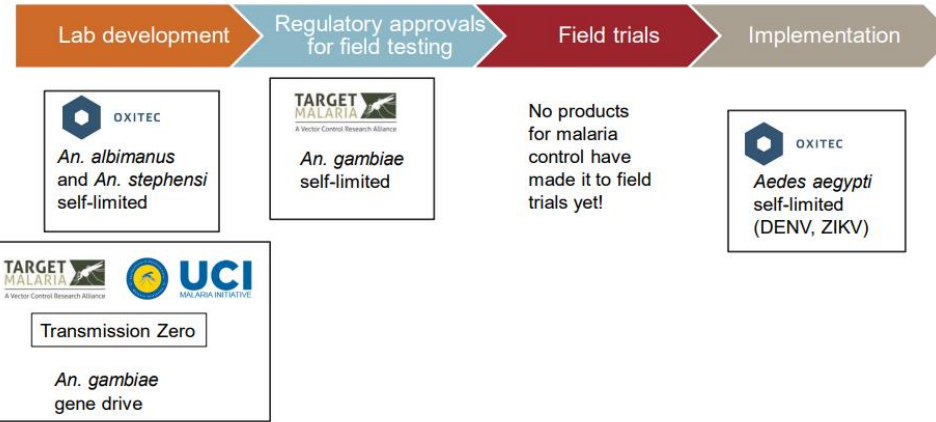 Lab development
Regulatory approvals
for field testing
Field trials
Implementation
OXITEC
An. albimanus
and An. stephensi
self-limited
TARGET
MALARIA
A Vector Control Research Alliance
An. gambiae
self-limited
No products
for malaria
control have
made it to field
trials yet!
OXITEC
Aedes aegypti
self-limited
(DENV, ZIKV)
TARGET
MALARIA
A Vector Control Research Alliance
UCI
MALARIA INITIATIVE
Transmission Zero
An. gambiae
gene drive